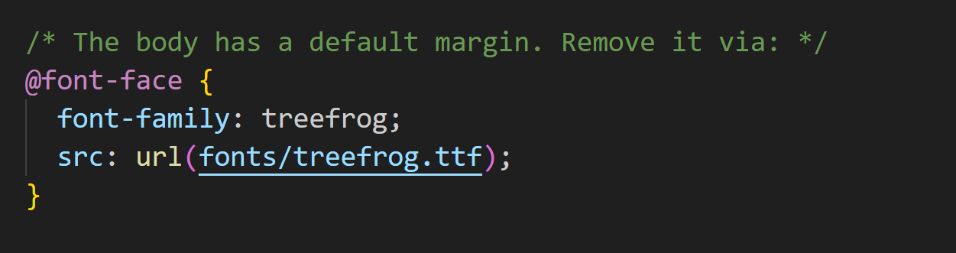 /* The body has a default margin. Remove it via: */
@font-face {
  font-family: treefrog;
  src: url(fonts/treefrog.ttf);
}